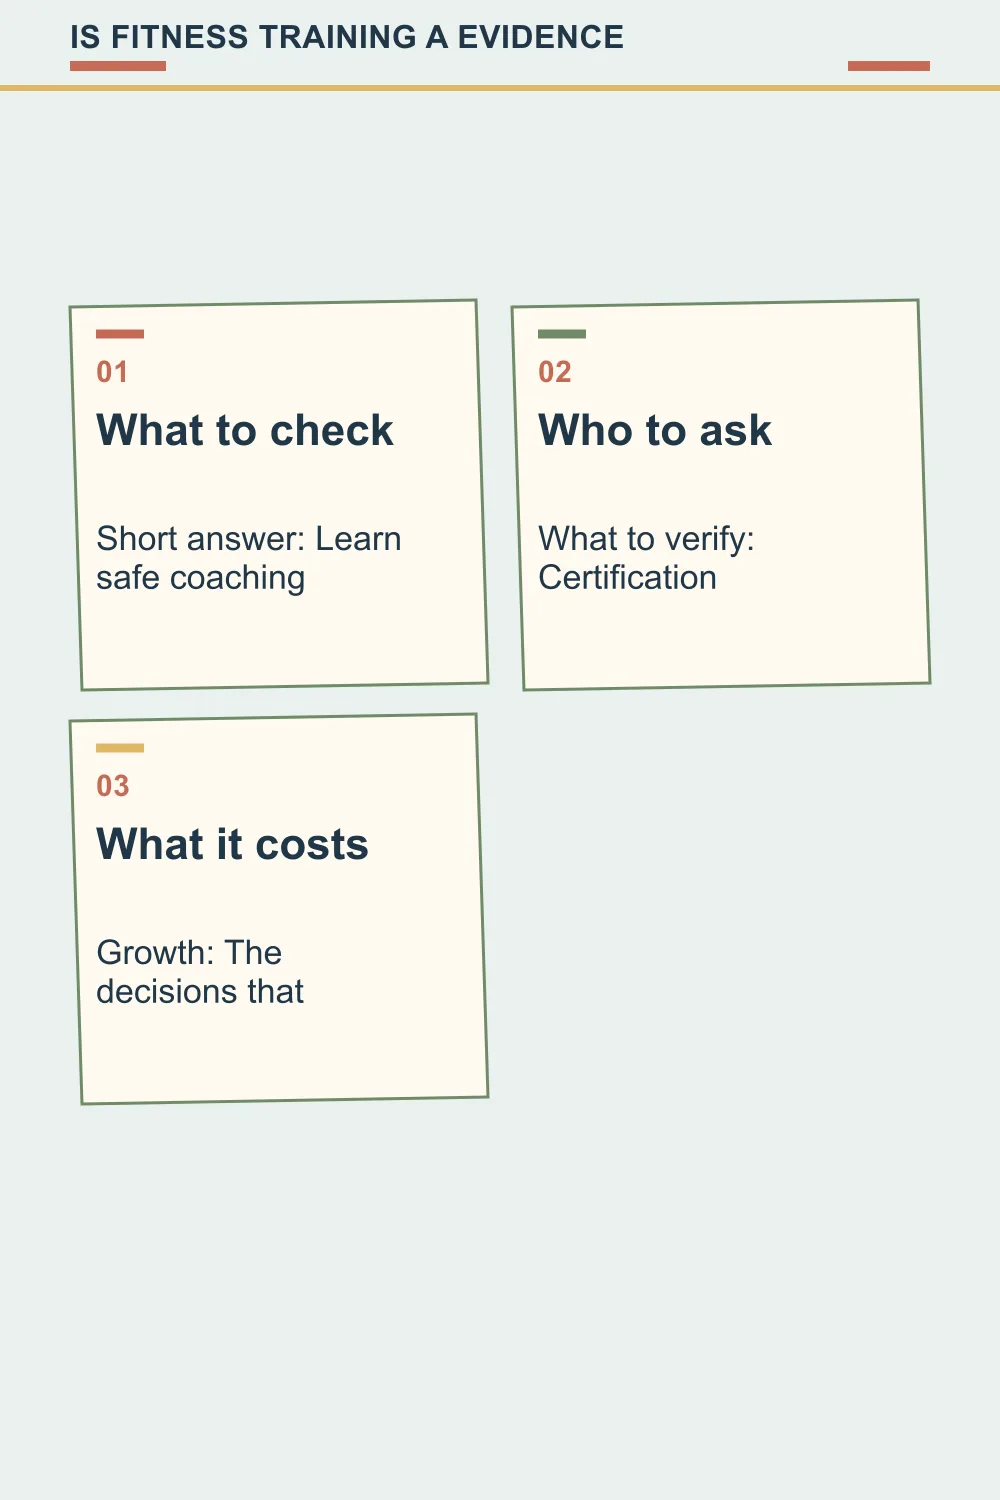 IS FITNESS TRAINING A EVIDENCE
01
What to check
Short answer: Learn
safe coaching
02
Who to ask
What to verify:
Certification
03
What it costs
Growth: The
decisions that